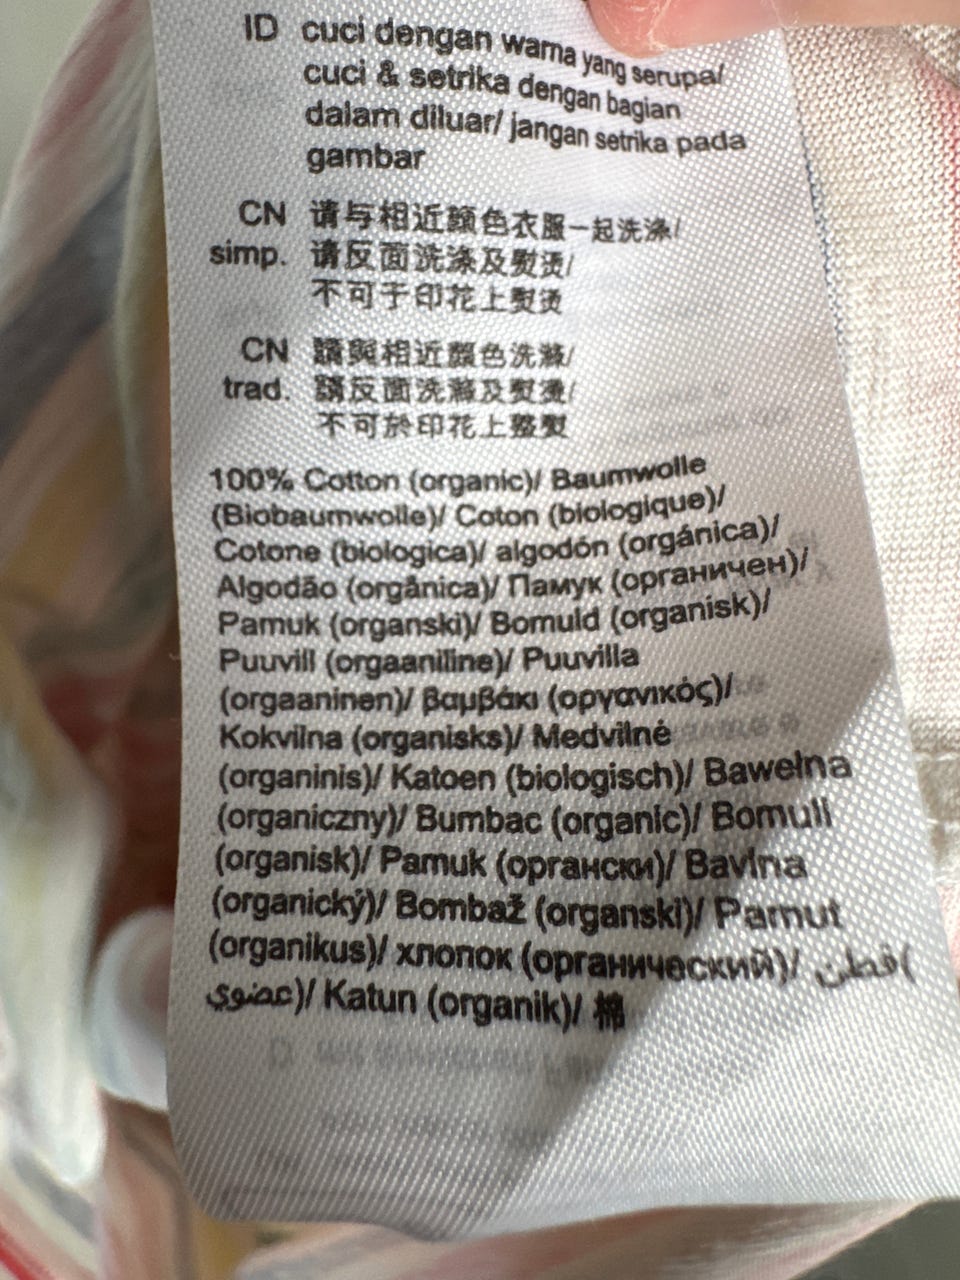 ID cuci dengan warna yang serupa/
cuci & setrika dengan bagian
dalam diluar/ jangan setrika pada
gambar
CN 请与相近颜色衣服一起洗涤/
simp. 请反面洗涤及熨烫/
不可于印花上熨烫
CN 請與相近顏色洗滌/
trad. 請反面洗滌及熨燙/
不可於印花上整熨
100% Cotton (organic)/ Baumwolle
(Biobaumwolle)/ Coton (biologique)/
Cotone (biologica)/ algodón (orgánica)/
Algodão (orgânica)/ Памук (органичен)/
Pamuk (organski)/ Bomuld (organisk)/
Puuvill (orgaaniline)/ Puuvilla
(orgaaninen)/ βαμβάκι (οργανικός)/
Kokvilna (organisks)/ Medvilnė
(organinis)/ Katoen (biologisch)/ Bawełna
(organiczny)/ Bumbac (organic)/ Bomull
(organisk)/ Pamuk (органски)/ Bavlna
(organický)/ Bombaž (organski)/ Pamut
(organikus)/ хлопок (органический)/ قطن(
عضوي)/ Katun (organik)/ 棉